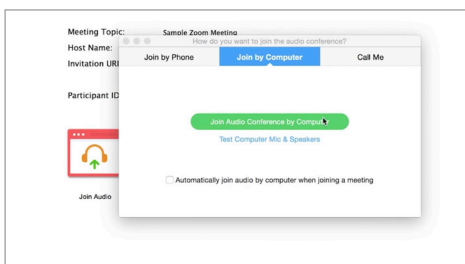 Meeting Topic: Sample Zoom Meeting
How do you want to join the audio conference?
Host Name:
Join by Phone Join by Computer Call Me
Invitation URL
Participant ID
Join Audio Conference by Computer
Test Computer Mic & Speakers
Automatically join audio by computer when joining a meeting
Join Audio